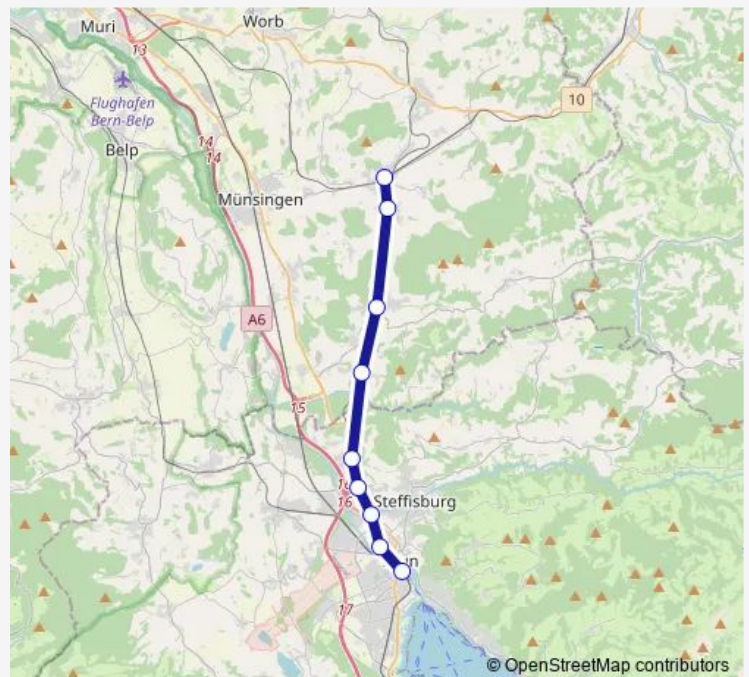 Muri
Worb
13
Flughafen
Bern-Belp
10
14
14
Belp
Münsingen
A6
15
16
16
Steffisburg
un
17
© OpenStreetMap contributors